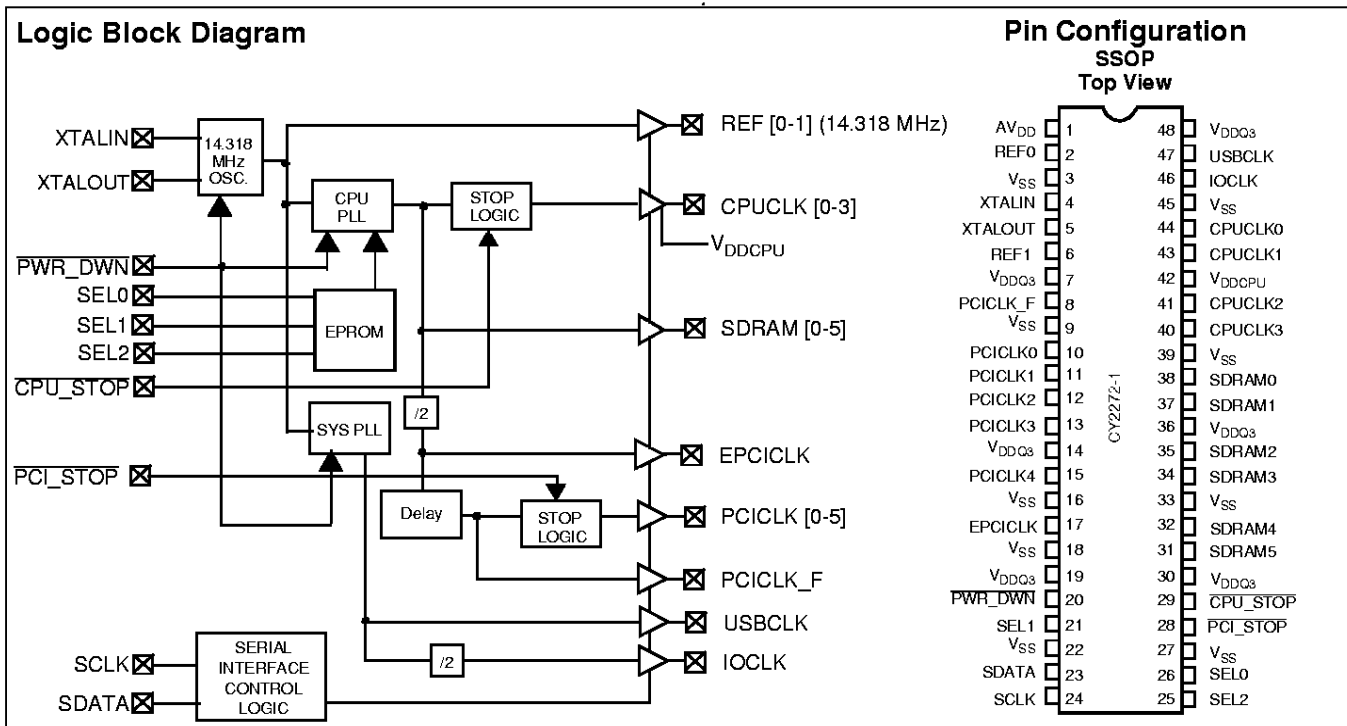 Logic Block Diagram
XTALIN
XTALOUT
PWR_DWN
SEL0
SEL1
SEL2
CPU_STOP
PCI_STOP
SCLK
SDATA
14.318
MHz
OSC.
CPU
PLL
STOP
LOGIC
EPROM
/2
SYS PLL
Delay
STOP
LOGIC
/2
SERIAL
INTERFACE
CONTROL
LOGIC
REF [0-1] (14.318 MHz)
CPUCLK [0-3]
VDDCPU
SDRAM [0-5]
EPCICLK
PCICLK [0-5]
PCICLK_F
USBCLK
IOCLK
Pin Configuration
SSOP
Top View
CY2272-1
AVDD 1 48 VDDQ3
REF0 2 47 USBCLK
VSS 3 46 IOCLK
XTALIN 4 45 VSS
XTALOUT 5 44 CPUCLK0
REF1 6 43 CPUCLK1
VDDQ3 7 42 VDDCPU
PCICLK_F 8 41 CPUCLK2
VSS 9 40 CPUCLK3
PCICLK0 10 39 VSS
PCICLK1 11 38 SDRAM0
PCICLK2 12 37 SDRAM1
PCICLK3 13 36 VDDQ3
VDDQ3 14 35 SDRAM2
PCICLK4 15 34 SDRAM3
VSS 16 33 VSS
EPCICLK 17 32 SDRAM4
VSS 18 31 SDRAM5
VDDQ3 19 30 VDDQ3
PWR_DWN 20 29 CPU_STOP
SEL1 21 28 PCI_STOP
VSS 22 27 VSS
SDATA 23 26 SEL0
SCLK 24 25 SEL2